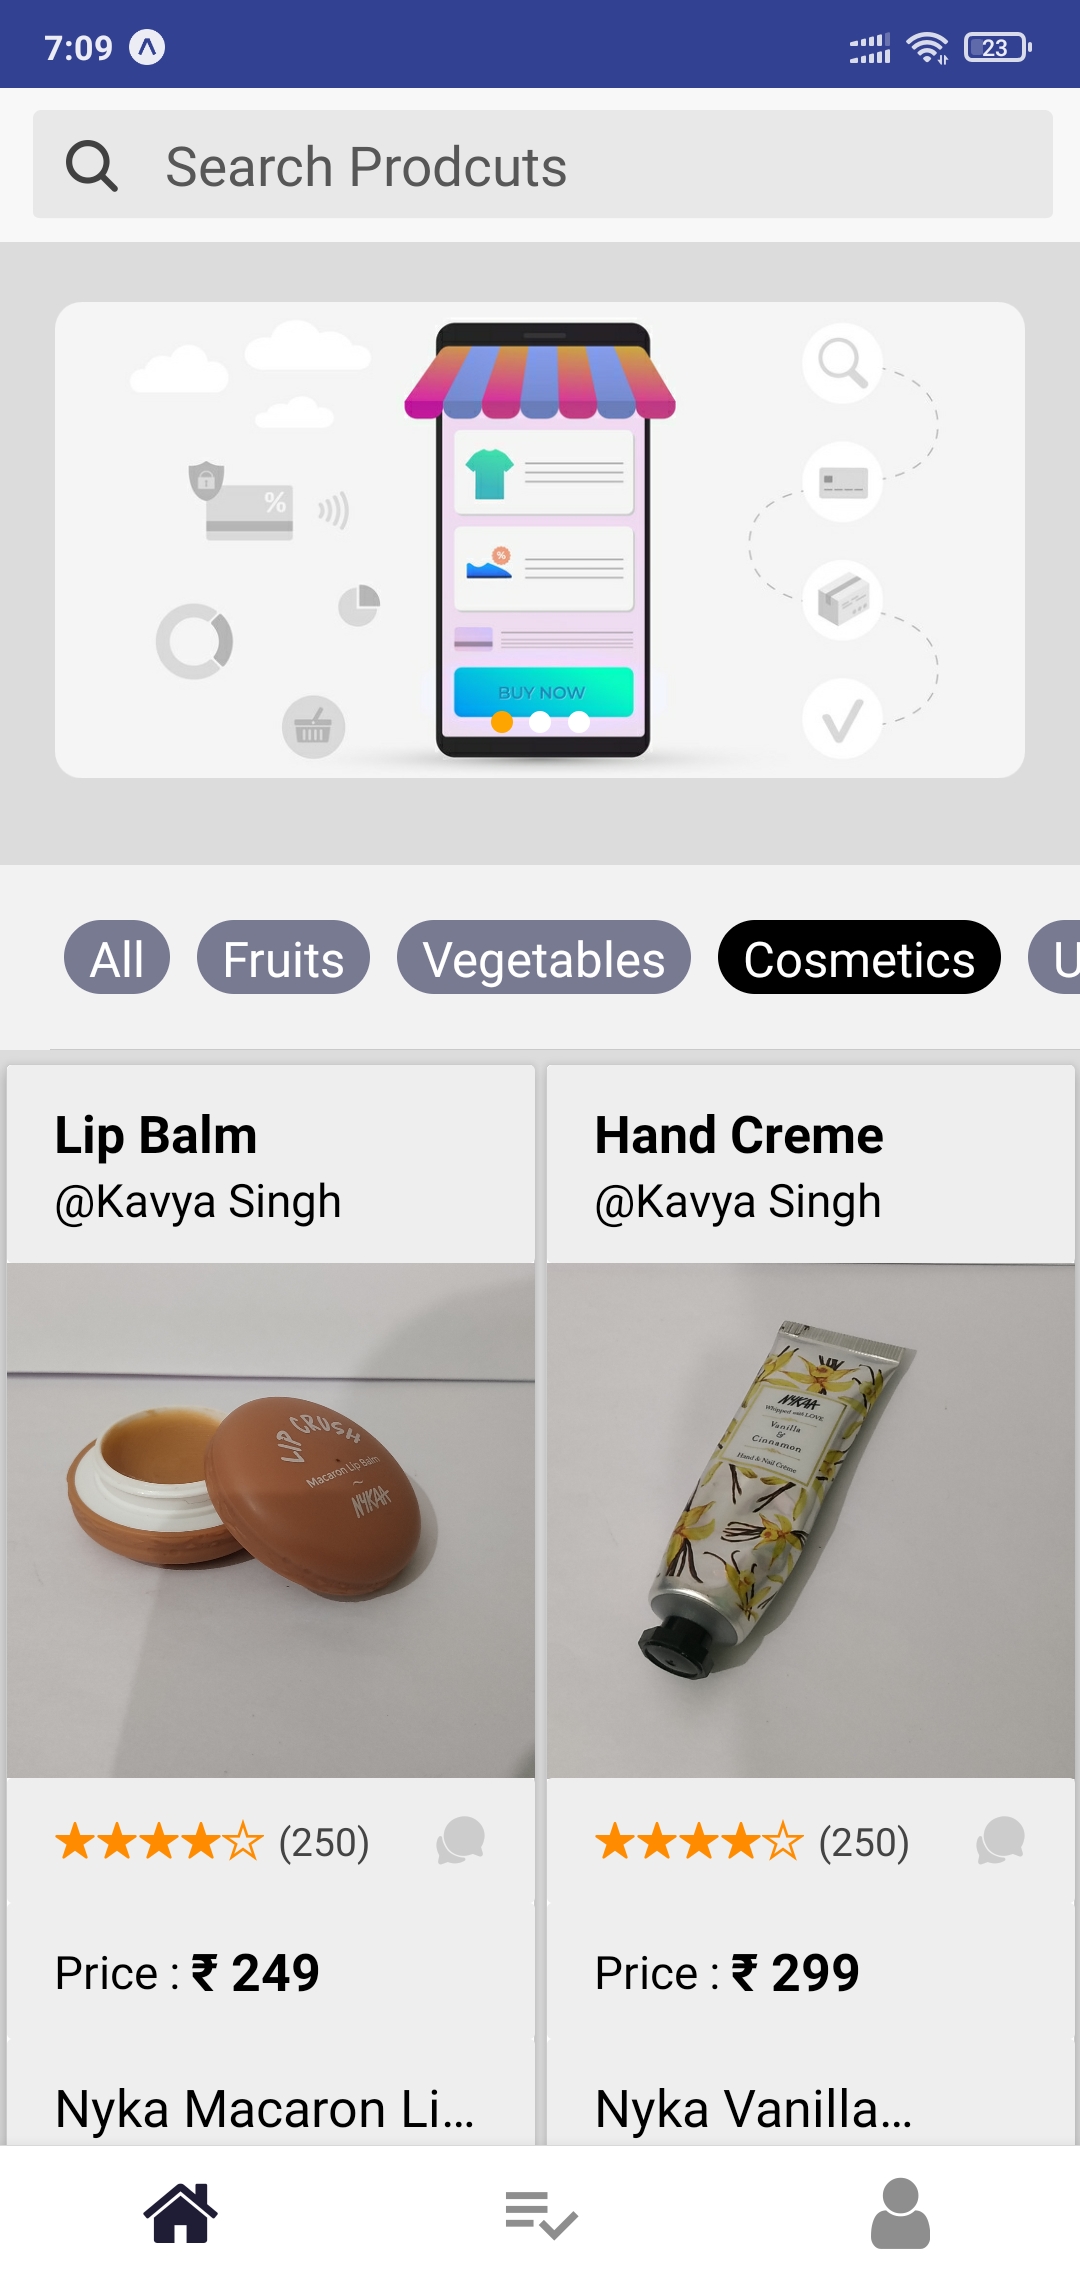 7:09
23
Search Prodcuts
%
%
BUY NOW
All Fruits Vegetables Cosmetics U
Lip Balm
@Kavya Singh
LIP CRUSH
Macaron Lip Balm
NYKAA
(250)
Price : ₹ 249
Nyka Macaron Li...
Hand Creme
@Kavya Singh
NYKAA
Whipped with LOVE
Vanilla
&
Cinnamon
Hand & Nail Crème
(250)
Price : ₹ 299
Nyka Vanilla...